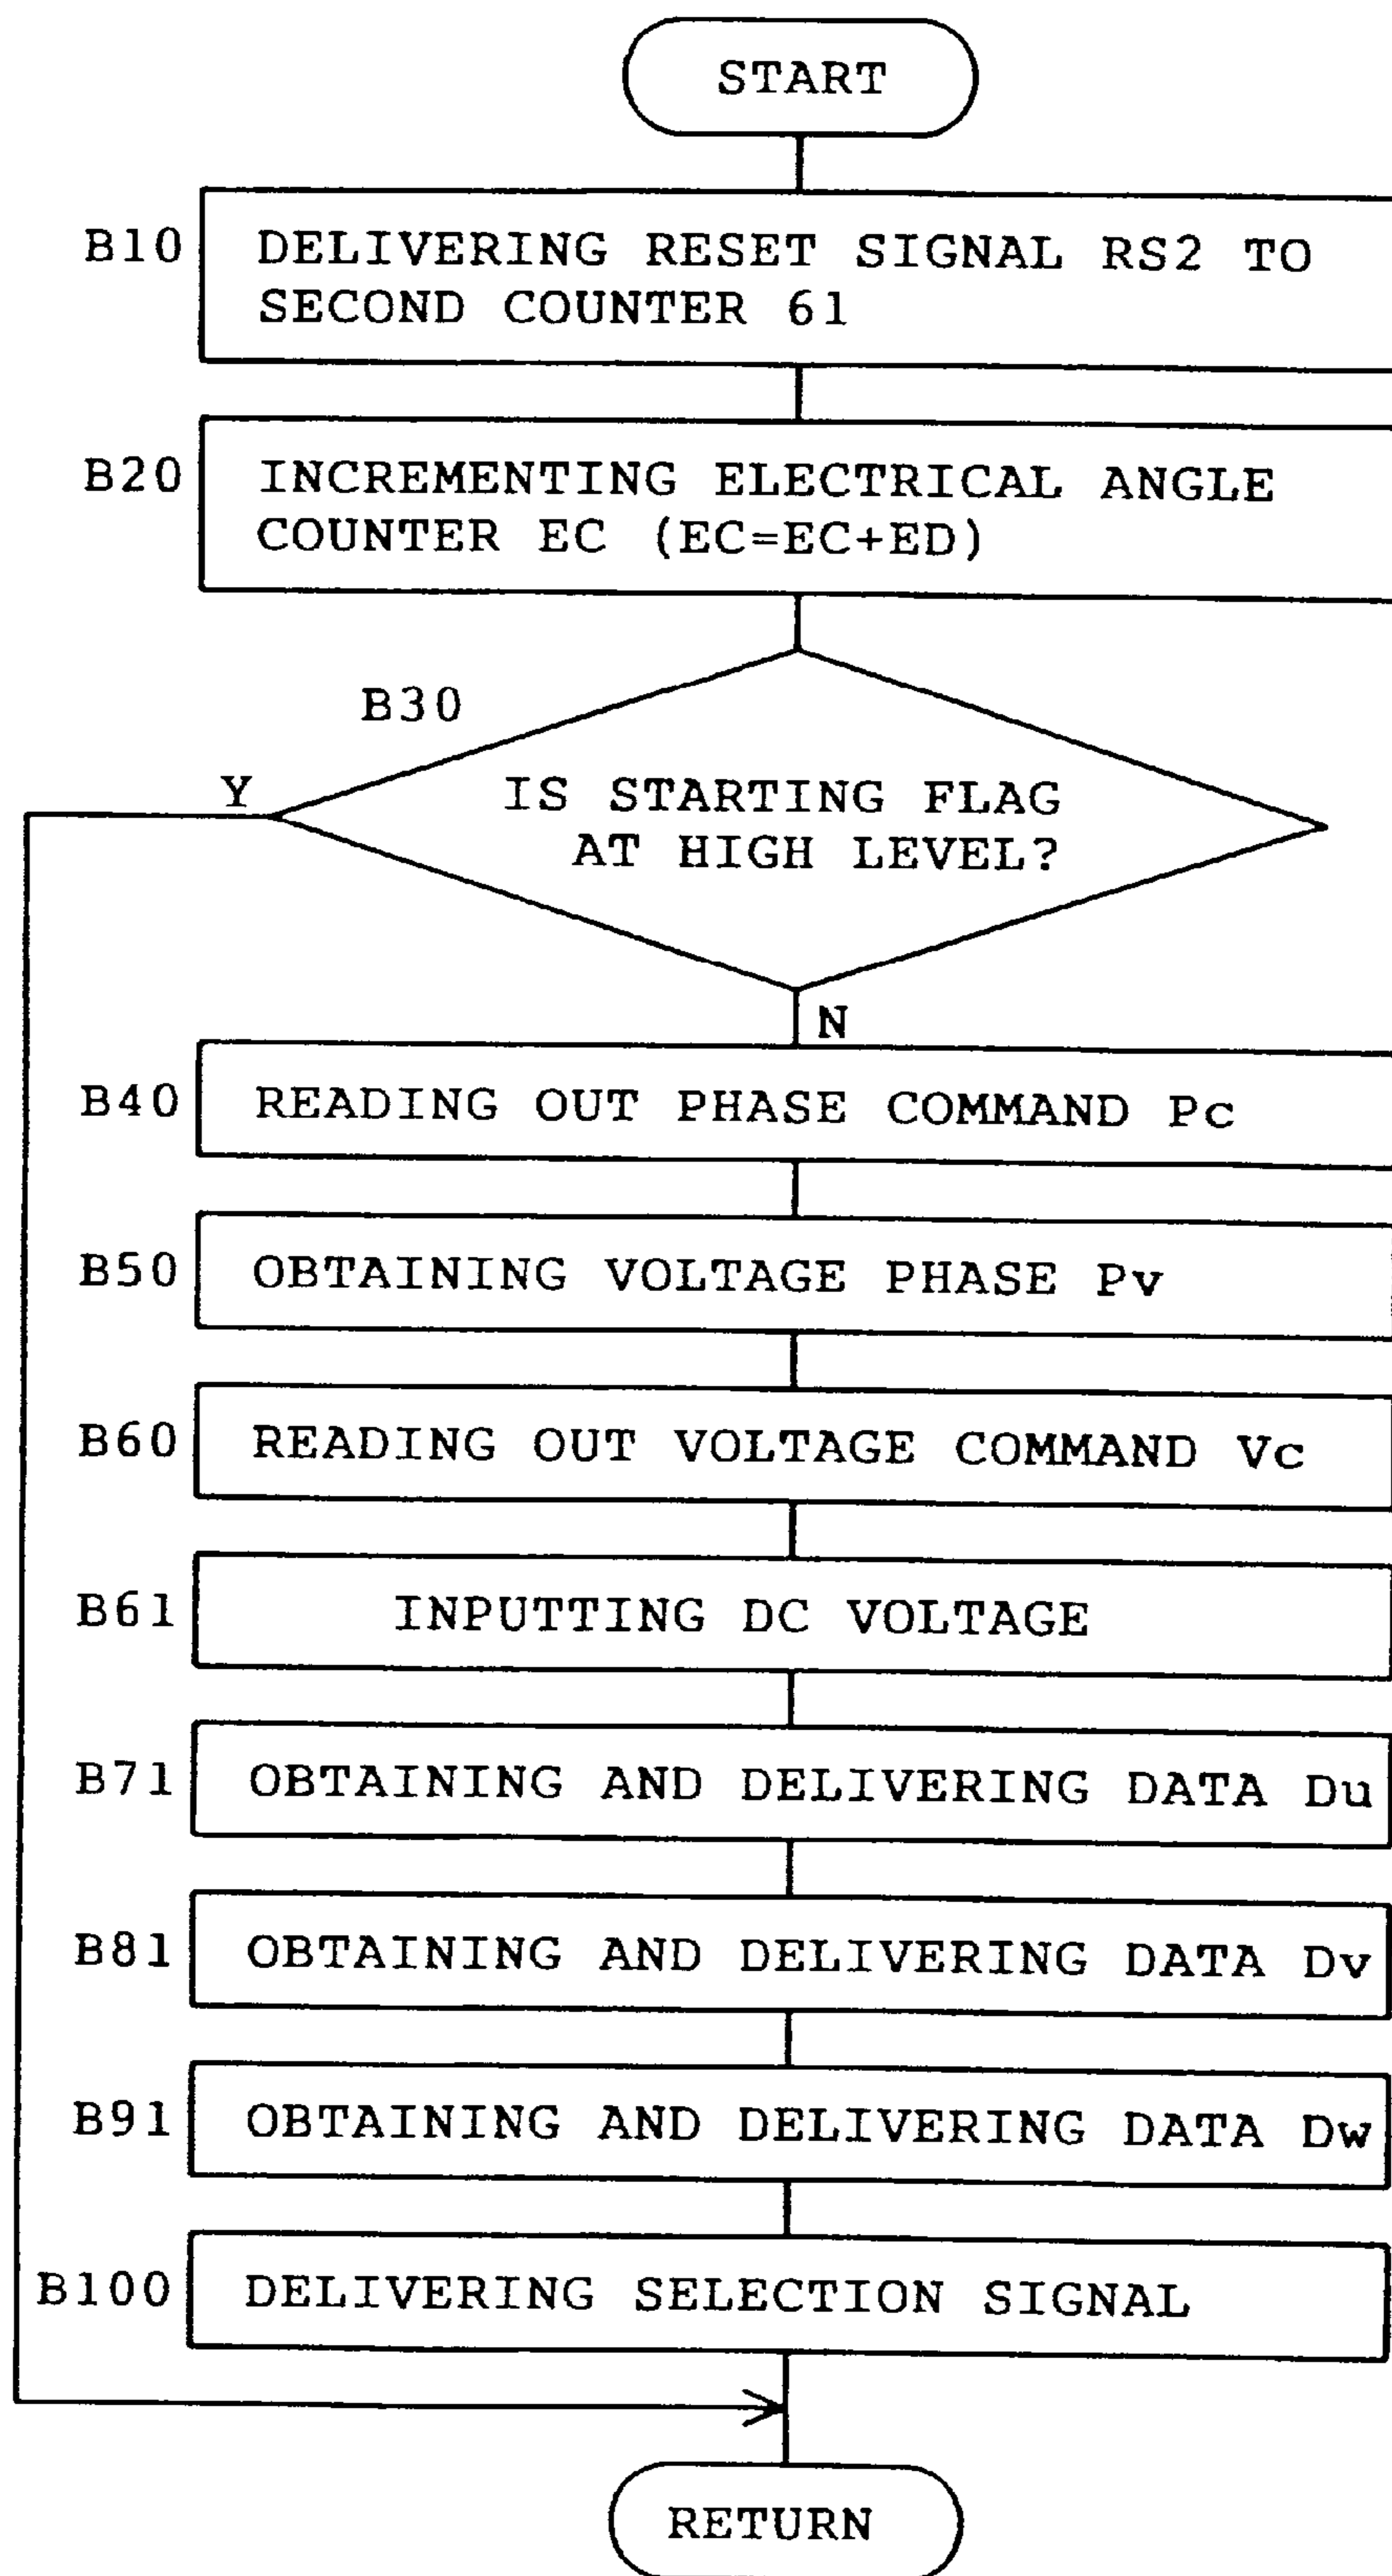 START
B10
DELIVERING RESET SIGNAL RS2 TO
SECOND COUNTER 61
B20
INCREMENTING ELECTRICAL ANGLE
COUNTER EC (EC=EC+ED)
B30
Y
IS STARTING FLAG
AT HIGH LEVEL?
N
B40
READING OUT PHASE COMMAND Pc
B50
OBTAINING VOLTAGE PHASE Pv
B60
READING OUT VOLTAGE COMMAND Vc
B61
INPUTTING DC VOLTAGE
B71
OBTAINING AND DELIVERING DATA Du
B81
OBTAINING AND DELIVERING DATA Dv
B91
OBTAINING AND DELIVERING DATA Dw
B100
DELIVERING SELECTION SIGNAL
RETURN